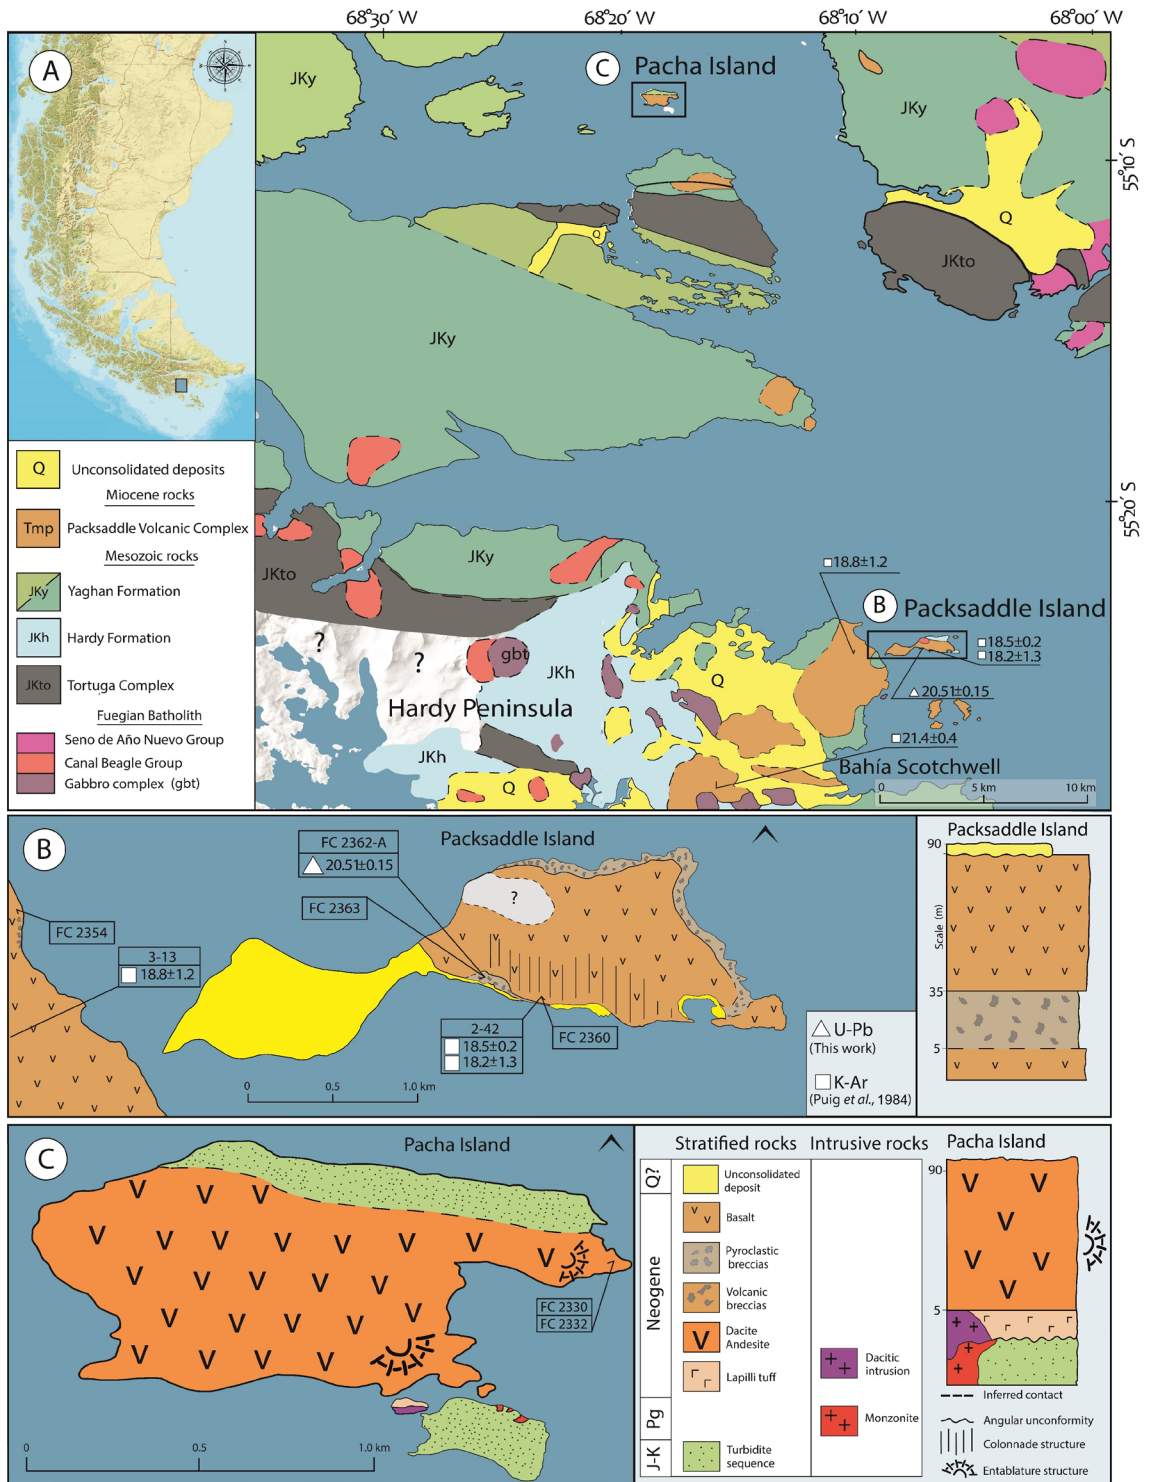 68°30´ W
68°20´ W
68°10´ W
68°00´ W
A
C
Pacha Island
JKy
JKy
55°10´ S
Q
Q
JKto
JKy
Q
Unconsolidated deposits
Miocene rocks
Tmp
Packsaddle Volcanic Complex
Mesozoic rocks
JKy
Yaghan Formation
JKh
Hardy Formation
JKto
Tortuga Complex
Fuegian Batholith
Seno de Año Nuevo Group
Canal Beagle Group
Gabbro complex (gbt)
55°20´ S
JKy
JKto
18.8±1.2
B
Packsaddle Island
18.5±0.2
18.2±1.3
?
?
gbt
JKh
Q
20.51±0.15
Hardy Peninsula
21.4±0.4
JKh
Bahía Scotchwell
Q
0
5 km
10 km
B
Packsaddle Island
FC 2362-A
20.51±0.15
FC 2363
?
FC 2354
3-13
18.8±1.2
2-42
18.5±0.2
18.2±1.3
FC 2360
0
0.5
1.0 km
U-Pb
(This work)
K-Ar
(Puig et al., 1984)
Packsaddle Island
90
Scale (m)
35
5
C
Pacha Island
FC 2330
FC 2332
0
0.5
1.0 km
Stratified rocks
Intrusive rocks
Q?
Unconsolidated
deposit
Neogene
Basalt
Pyroclastic
breccias
Volcanic
breccias
Dacite
Andesite
Lapilli tuff
Dacitic
intrusion
Pg
Monzonite
J-K
Turbidite
sequence
Pacha Island
90
5
Inferred contact
Angular unconformity
Colonnade structure
Entablature structure